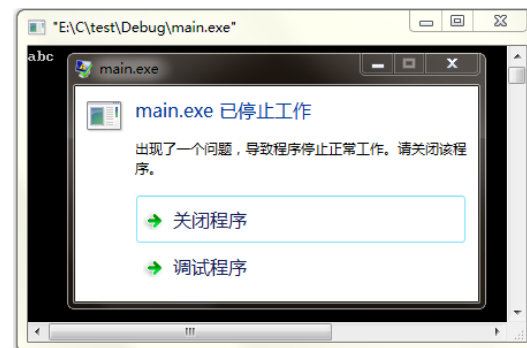 "E:\C\test\Debug\main.exe"
abc
main.exe
main.exe 已停止工作
出现了一个问题，导致程序停止正常工作。请关闭该程
序。
关闭程序
调试程序